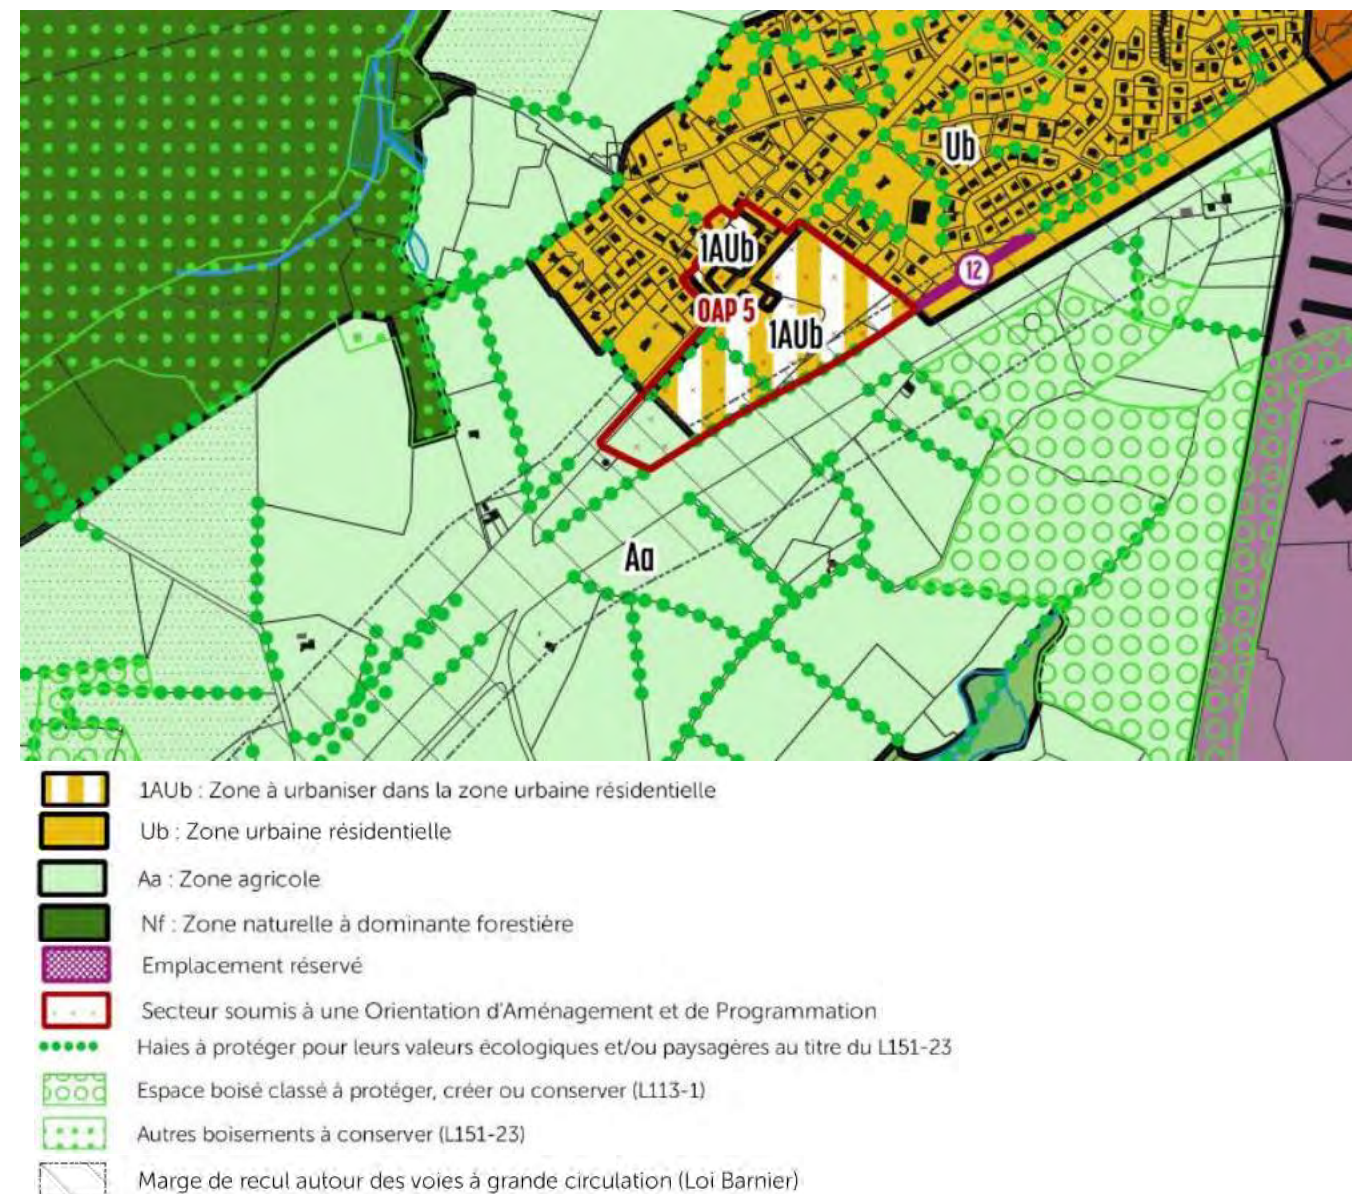 Ub
1AUb
12
OAP 5
1AUb
Aa
1AUb : Zone à urbaniser dans la zone urbaine résidentielle
Ub : Zone urbaine résidentielle
Aa : Zone agricole
Nf : Zone naturelle à dominante forestière
Emplacement réservé
Secteur soumis à une Orientation d'Aménagement et de Programmation
Haies à protéger pour leurs valeurs écologiques et/ou paysagères au titre du L151-23
Espace boisé classé à protéger, créer ou conserver (L113-1)
Autres boisements à conserver (L151-23)
Marge de recul autour des voies à grande circulation (Loi Barnier)